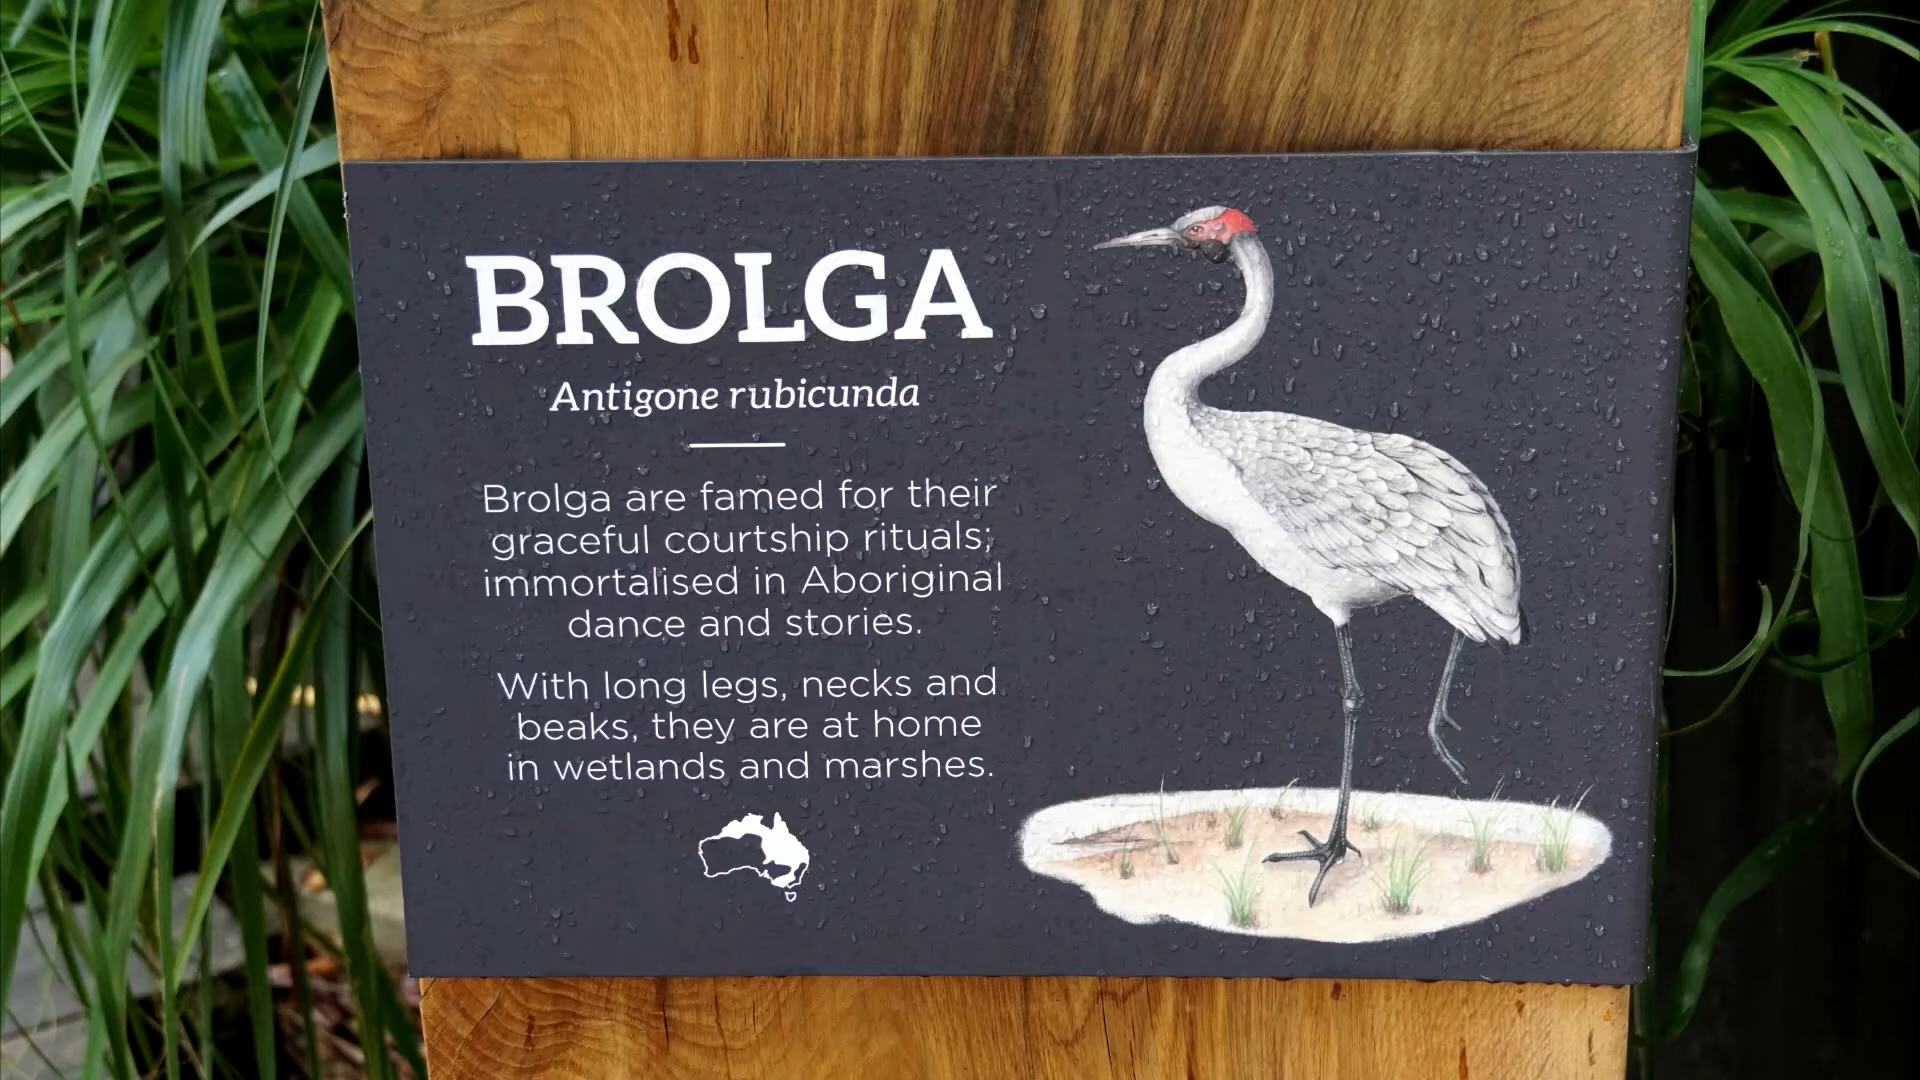 BROLGA
Antigone rubicunda
Brolga are famed for their
graceful courtship rituals;
immortalised in Aboriginal
dance and stories.
With long legs, necks and
beaks, they are at home
in wetlands and marshes.